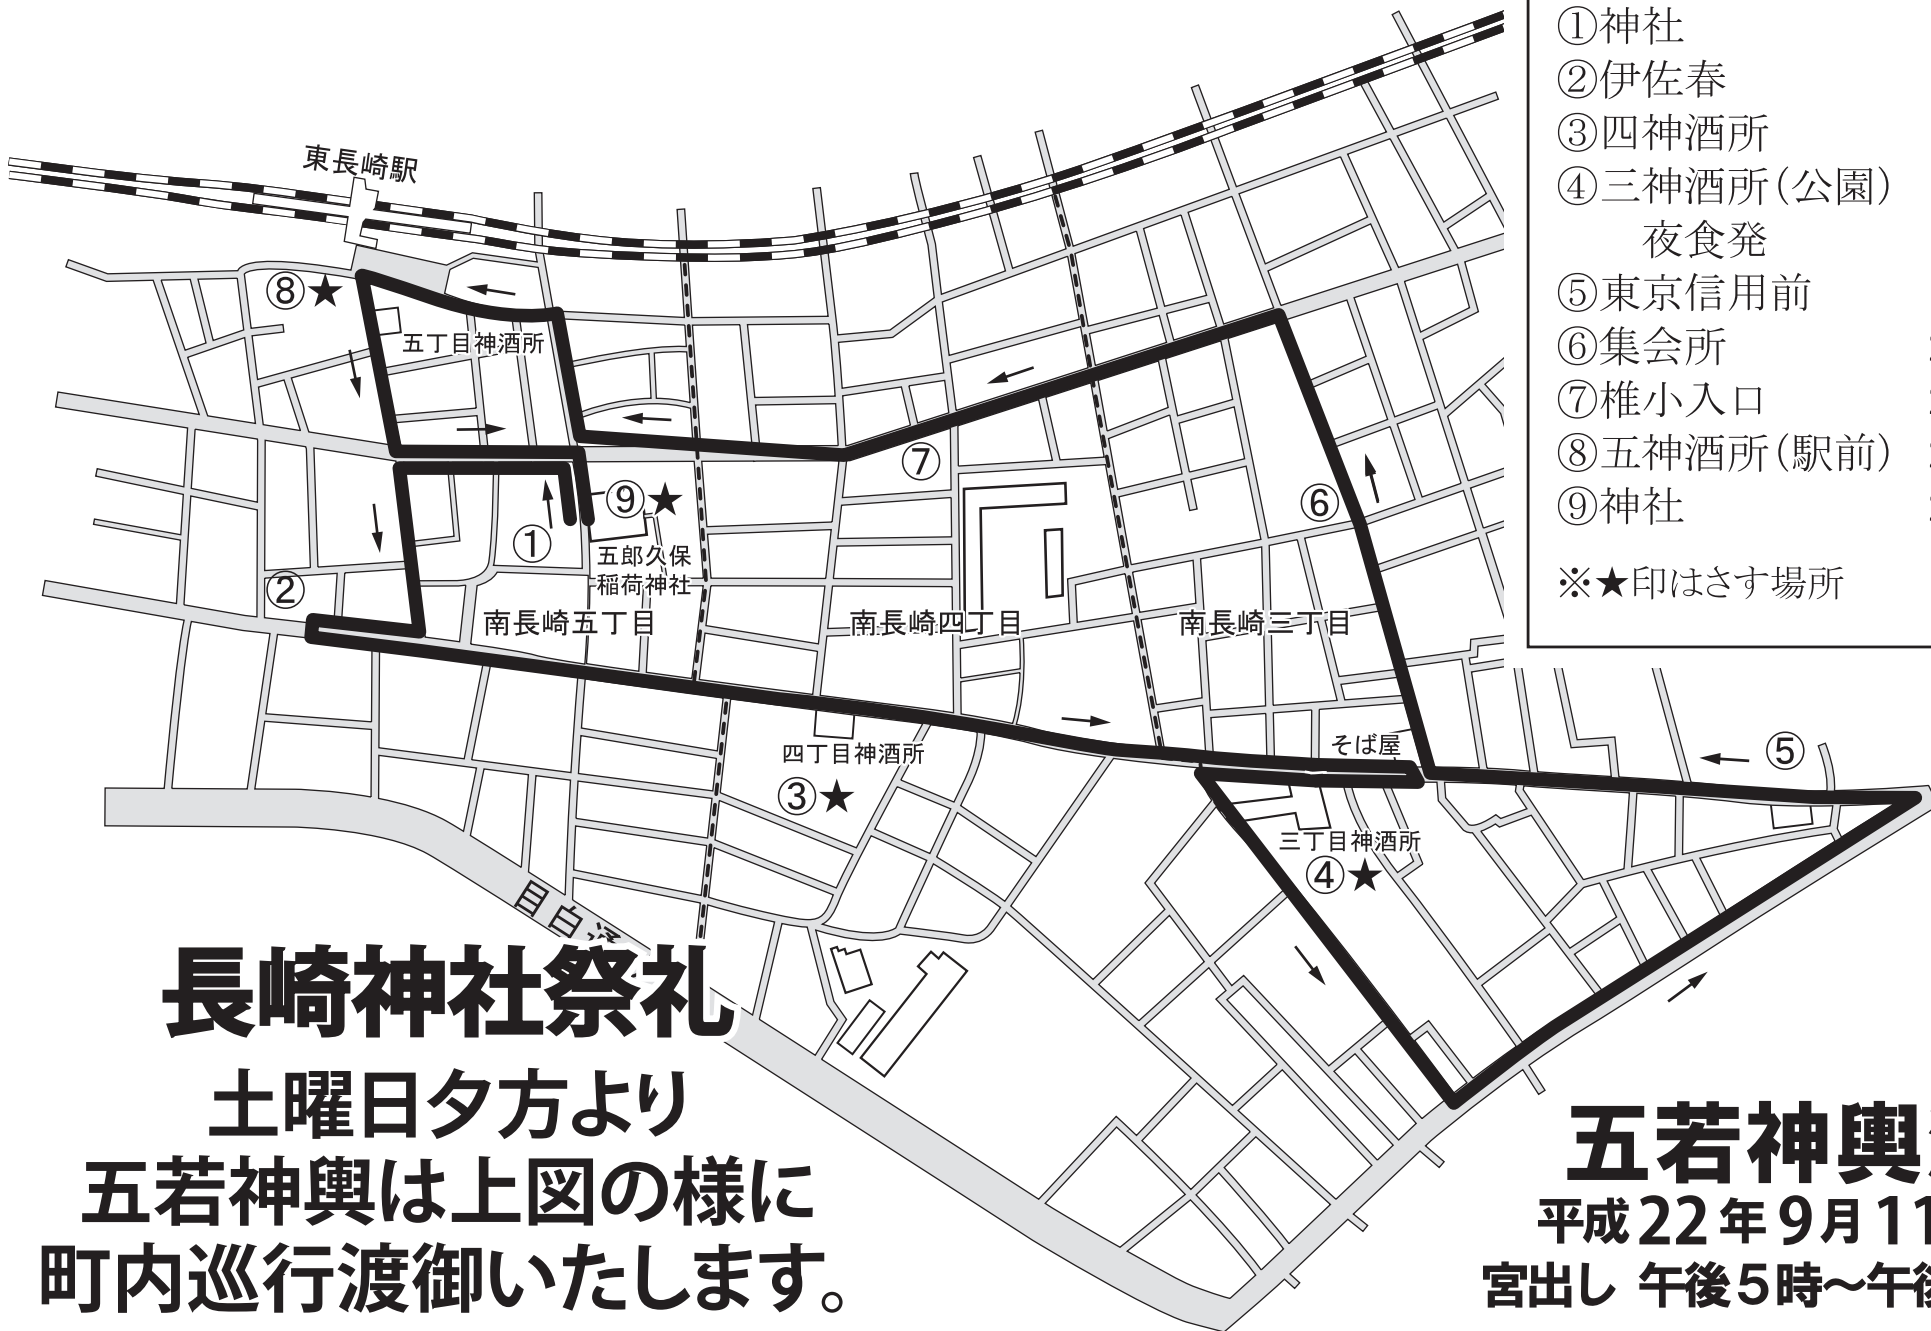 ①神社
②伊佐春
③四神酒所
④三神酒所(公園)
夜食発
⑤東京信用前
⑥集会所
⑦椎小入口
⑧五神酒所(駅前)
⑨神社
※★印はさす場所
東長崎駅
⑧★
五丁目神酒所
⑦
⑥
⑨★
①
五郎久保
稲荷神社
②
南長崎五丁目
南長崎四丁目
南長崎三丁目
そば屋
⑤
四丁目神酒所
③★
三丁目神酒所
④★
目白通
長崎神社祭礼
土曜日夕方より
五若神輿は上図の様に
町内巡行渡御いたします。
五若神輿
平成22年9月11
宮出し 午後5時～午後